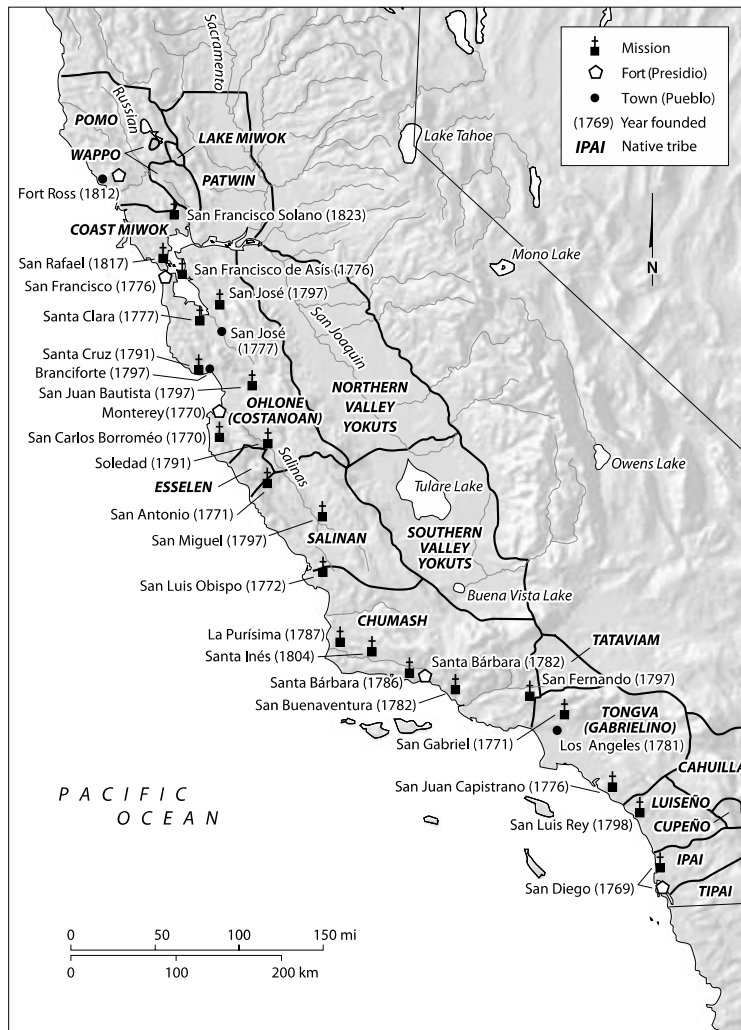 Mission
Fort (Presidio)
Town (Pueblo)
(1769) Year founded
IPAI Native tribe
Sacramento
Russian
POMO
LAKE MIWOK
WAPPO
PATWIN
Lake Tahoe
Fort Ross (1812)
San Francisco Solano (1823)
COAST MIWOK
San Rafael (1817)
San Francisco de Asís (1776)
San Francisco (1776)
San José (1797)
Mono Lake
N
Santa Clara (1777)
San José
(1777)
San Joaquin
Santa Cruz (1791)
Branciforte (1797)
San Juan Bautista (1797)
NORTHERN
VALLEY
YOKUTS
OHLONE
(COSTANOAN)
Monterey(1770)
San Carlos Borroméo (1770)
Soledad (1791)
Salinas
Owens Lake
ESSELEN
Tulare Lake
San Antonio (1771)
San Miguel (1797)
SALINAN
SOUTHERN
VALLEY
YOKUTS
San Luis Obispo (1772)
Buena Vista Lake
CHUMASH
La Purísima (1787)
Santa Inés (1804)
TATAVIAM
Santa Bárbara (1782)
Santa Bárbara (1786)
San Fernando (1797)
San Buenaventura (1782)
TONGVA
(GABRIELINO)
San Gabriel (1771)
Los Angeles (1781)
CAHUILLA
San Juan Capistrano (1776)
PACIFIC
OCEAN
LUISEÑO
San Luis Rey (1798)
CUPEÑO
IPAI
San Diego (1769)
TIPAI
0 50 100 150 mi
0 100 200 km